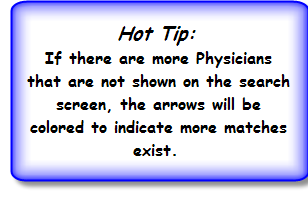 Hot Tip:
If there are more Physicians
that are not shown on the search
screen, the arrows will be
colored to indicate more matches
exist.